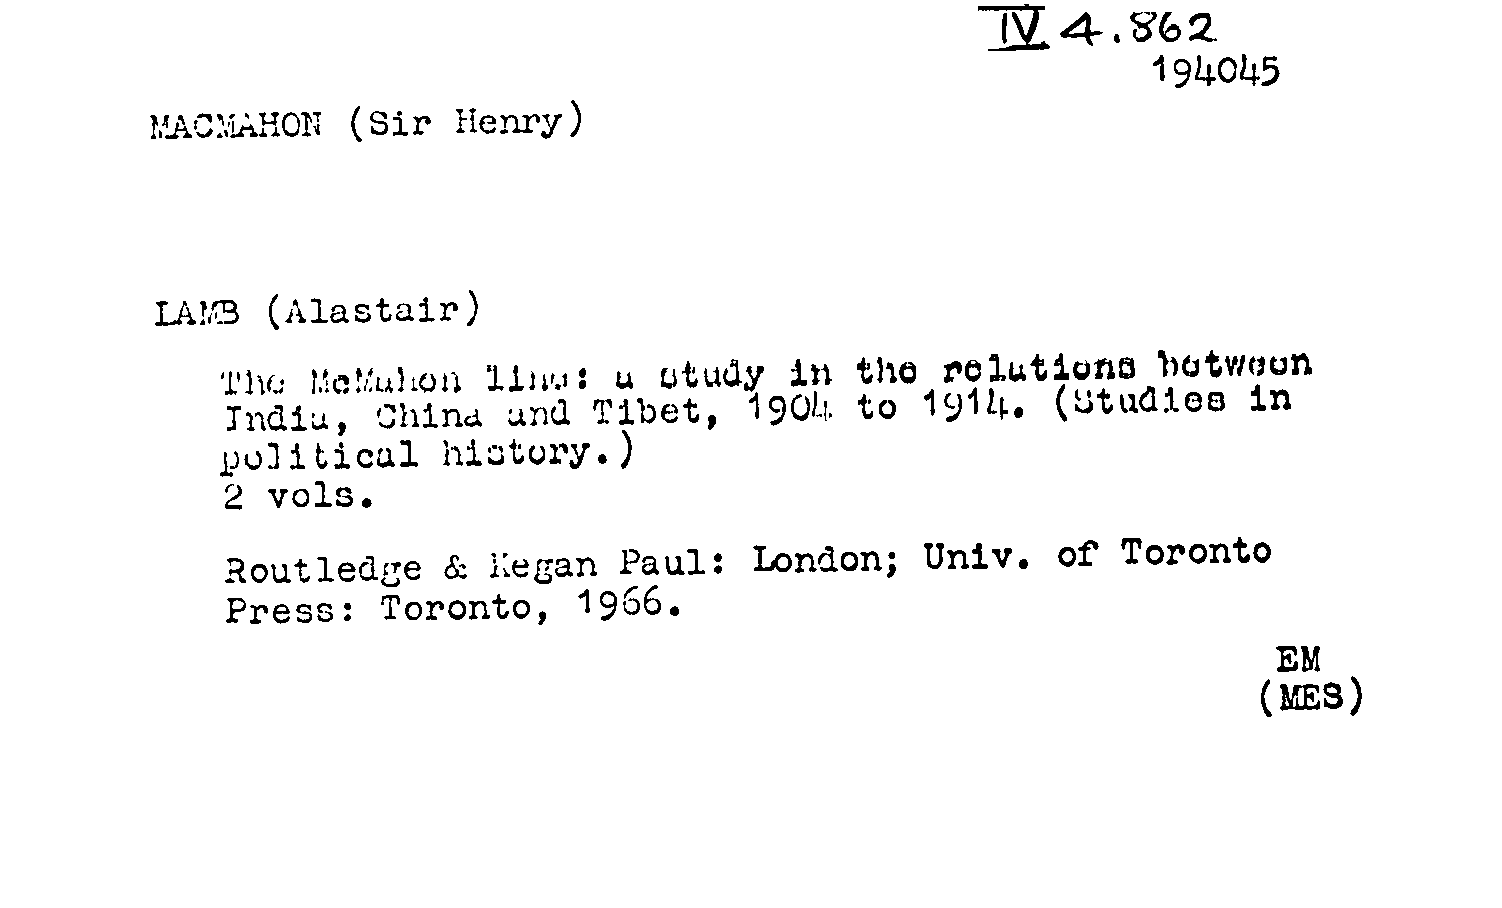 IV 4.862
194045
MACMAHON (Sir Henry)
LAMB (Alastair)
The McMahon line: a study in the relations between
India, China and Tibet, 1904 to 1914. (Studies in
political history.)
2 vols.
Routledge & Kegan Paul: London; Univ. of Toronto
Press: Toronto, 1966.
EM
(MES)